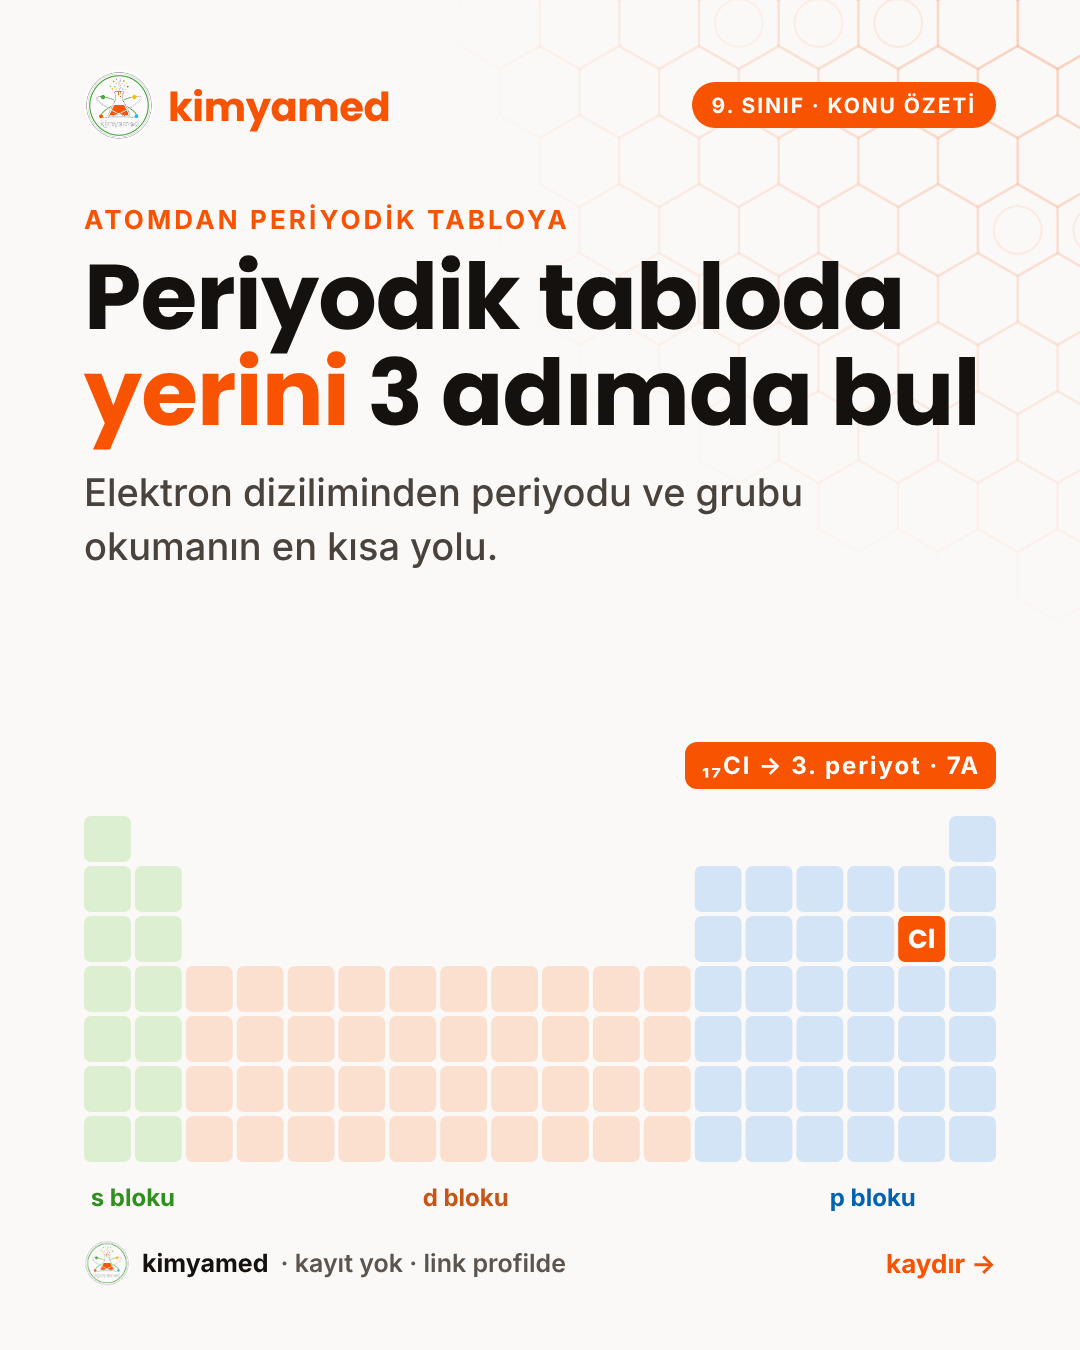 kimyamed
9. SINIF · KONU ÖZETİ
ATOMDAN PERİYODİK TABLOYA
Periyodik tabloda
yerini 3 adımda bul
Elektron diziliminden periyodu ve grubu
okumanın en kısa yolu.
₁₇Cl → 3. periyot · 7A
Cl
s bloku
d bloku
p bloku
kimyamed · kayıt yok · link profilde
kaydır →